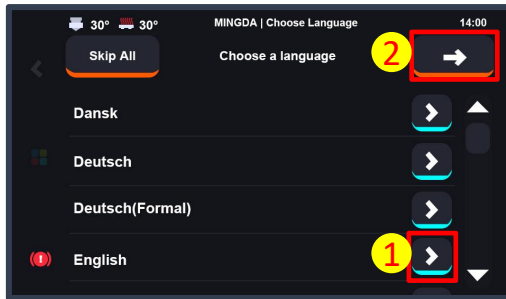 30° 30° MINGDA | Choose Language 14:00
Skip All Choose a language 2
Dansk
Deutsch
Deutsch(Formal)
English 1